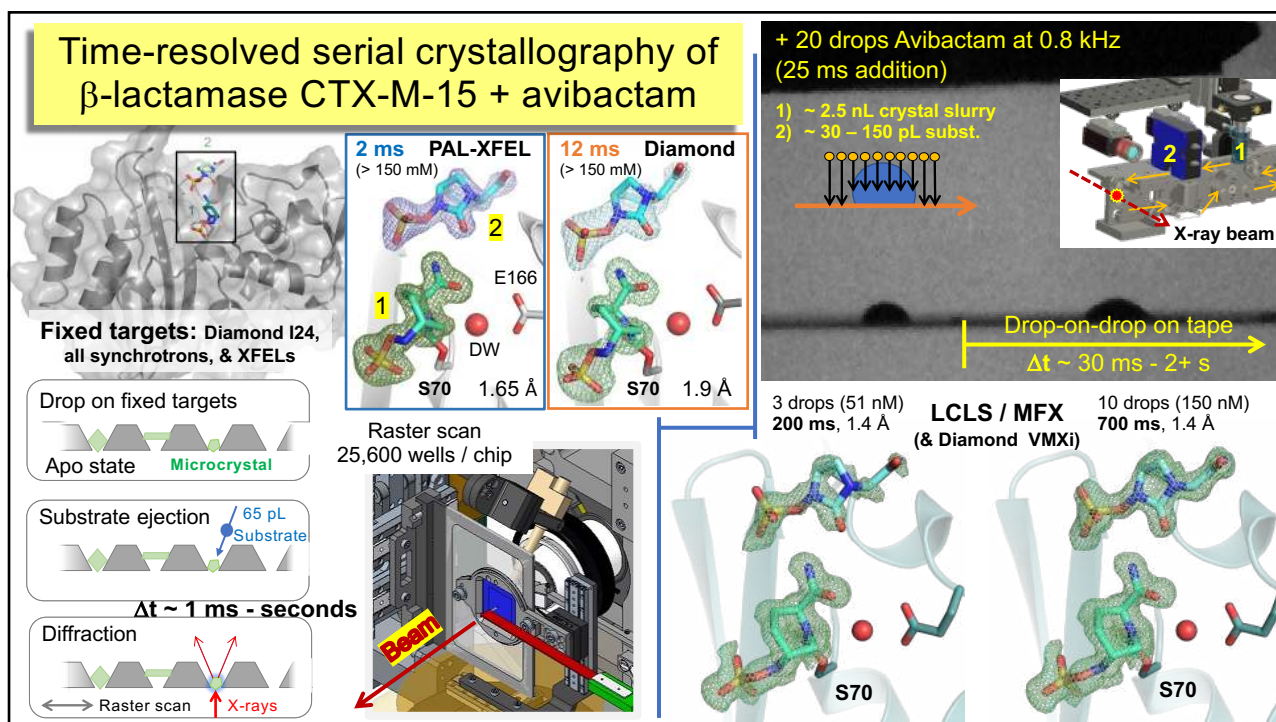 Time-resolved serial crystallography of
β-lactamase CTX-M-15 + avibactam
2
1
Fixed targets: Diamond I24,
all synchrotrons, & XFELs
Drop on fixed targets
Apo state
Microcrystal
Substrate ejection
65 pL
Substrate
Δt ~ 1 ms - seconds
Diffraction
Raster scan
X-rays
2 ms PAL-XFEL
(> 150 mM)
2
1
E166
DW
S70 1.65 Å
12 ms Diamond
(> 150 mM)
S70 1.9 Å
Raster scan
25,600 wells / chip
Beam
+ 20 drops Avibactam at 0.8 kHz
(25 ms addition)
1) ~ 2.5 nL crystal slurry
2) ~ 30 – 150 pL subst.
2
1
X-ray beam
Drop-on-drop on tape
Δt ~ 30 ms - 2+ s
3 drops (51 nM)
200 ms, 1.4 Å
LCLS / MFX
(& Diamond VMXi)
10 drops (150 nM)
700 ms, 1.4 Å
S70
S70